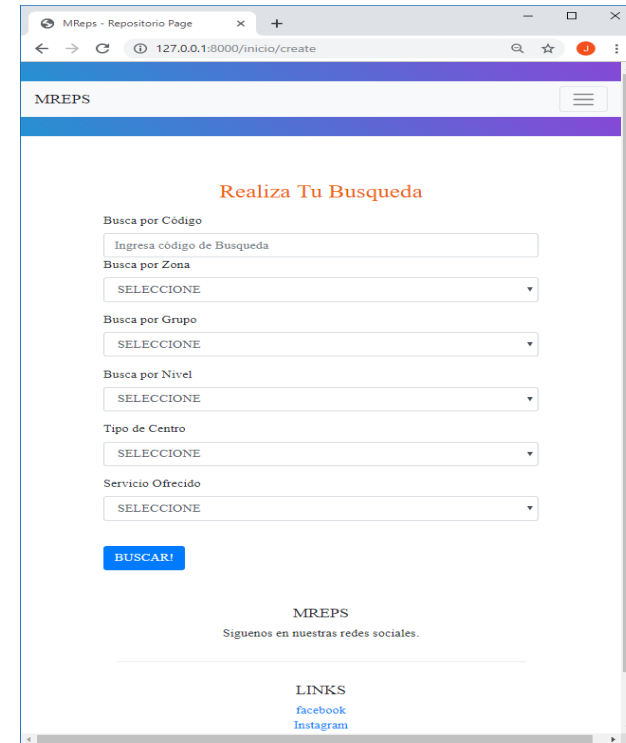 MReps - Repositorio Page
127.0.0.1:8000/inicio/create
J
MREPS
Realiza Tu Busqueda
Busca por Código
Ingresa código de Busqueda
Busca por Zona
SELECCIONE
Busca por Grupo
SELECCIONE
Busca por Nivel
SELECCIONE
Tipo de Centro
SELECCIONE
Servicio Ofrecido
SELECCIONE
BUSCAR!
MREPS
Siguenos en nuestras redes sociales.
LINKS
facebook
Instagram